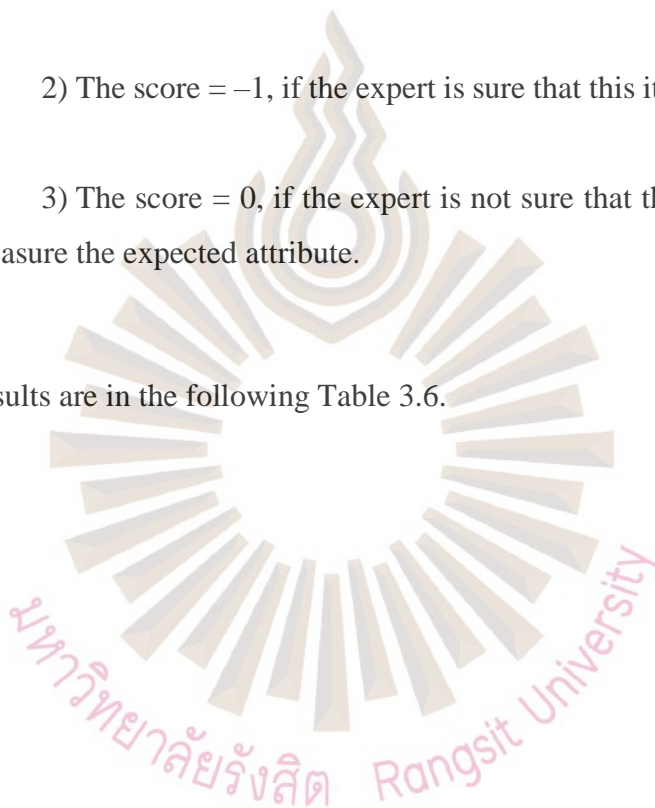 2) The score = –1, if the expert is sure that this it
3) The score = 0, if the expert is not sure that th
asure the expected attribute.
sults are in the following Table 3.6.
มหาวิทยาลัยรังสิต Rangsit University